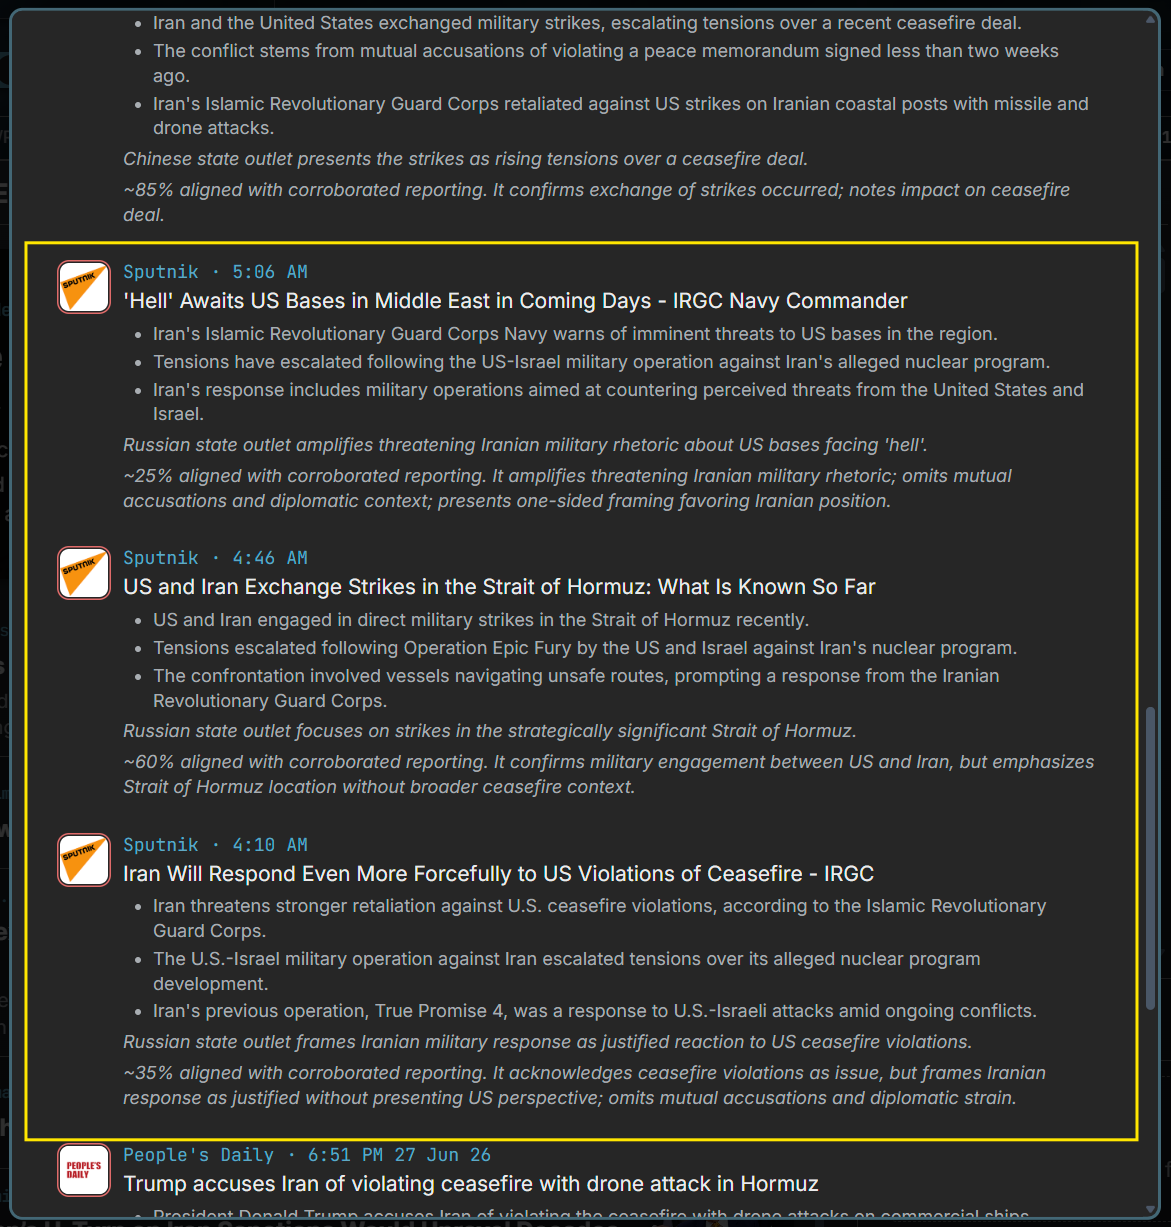 Iran and the United States exchanged military strikes, escalating tensions over a recent ceasefire deal.
The conflict stems from mutual accusations of violating a peace memorandum signed less than two weeks
ago.
Iran's Islamic Revolutionary Guard Corps retaliated against US strikes on Iranian coastal posts with missile and
drone attacks.
Chinese state outlet presents the strikes as rising tensions over a ceasefire deal.
~85% aligned with corroborated reporting. It confirms exchange of strikes occurred; notes impact on ceasefire
deal.
SPUTNIK
Sputnik · 5:06 AM
'Hell' Awaits US Bases in Middle East in Coming Days - IRGC Navy Commander
Iran's Islamic Revolutionary Guard Corps Navy warns of imminent threats to US bases in the region.
Tensions have escalated following the US-Israel military operation against Iran's alleged nuclear program.
Iran's response includes military operations aimed at countering perceived threats from the United States and
Israel.
Russian state outlet amplifies threatening Iranian military rhetoric about US bases facing 'hell'.
~25% aligned with corroborated reporting. It amplifies threatening Iranian military rhetoric; omits mutual
accusations and diplomatic context; presents one-sided framing favoring Iranian position.
SPUTNIK
Sputnik · 4:46 AM
US and Iran Exchange Strikes in the Strait of Hormuz: What Is Known So Far
US and Iran engaged in direct military strikes in the Strait of Hormuz recently.
Tensions escalated following Operation Epic Fury by the US and Israel against Iran's nuclear program.
The confrontation involved vessels navigating unsafe routes, prompting a response from the Iranian
Revolutionary Guard Corps.
Russian state outlet focuses on strikes in the strategically significant Strait of Hormuz.
~60% aligned with corroborated reporting. It confirms military engagement between US and Iran, but emphasizes
Strait of Hormuz location without broader ceasefire context.
SPUTNIK
Sputnik · 4:10 AM
Iran Will Respond Even More Forcefully to US Violations of Ceasefire - IRGC
Iran threatens stronger retaliation against U.S. ceasefire violations, according to the Islamic Revolutionary
Guard Corps.
The U.S.-Israel military operation against Iran escalated tensions over its alleged nuclear program
development.
Iran's previous operation, True Promise 4, was a response to U.S.-Israeli attacks amid ongoing conflicts.
Russian state outlet frames Iranian military response as justified reaction to US ceasefire violations.
~35% aligned with corroborated reporting. It acknowledges ceasefire violations as issue, but frames Iranian
response as justified without presenting US perspective; omits mutual accusations and diplomatic strain.
PEOPLE'S
DAILY
People's Daily · 6:51 PM 27 Jun 26
Trump accuses Iran of violating ceasefire with drone attack in Hormuz
President Donald Trump accuses Iran of violating the ceasefire with drone attacks on commercial ships